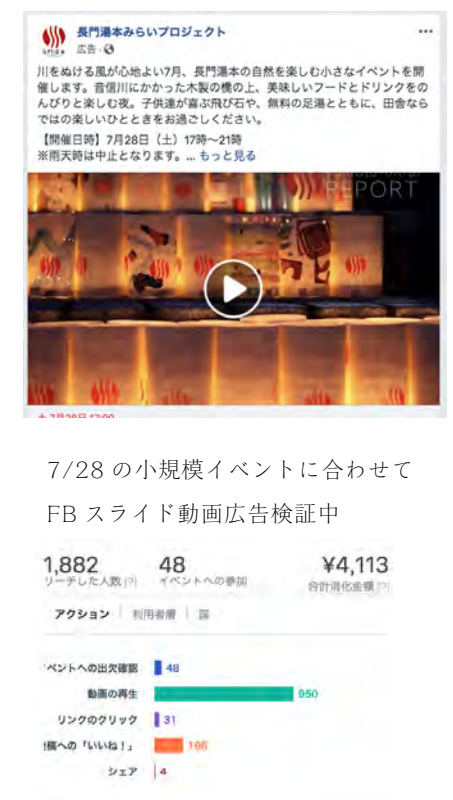 長門湯本みらいプロジェクト
広告・
川をぬける風が心地よい7月、長門湯本の自然を楽しむ小さなイベントを開
催します。音信川にかかった木製の橋の上、美味しいフードとドリンクをの
んびりと楽しむ夜。子供達が喜ぶ飛び石や、無料の足湯とともに、田舎なら
ではの楽しいひとときをお過ごしください。
【開催日時】7月28日（土）17時〜21時
※雨天時は中止となります。... もっと見る
REPORT
7月28日 17:00
7/28 の小規模イベントに合わせて
FB スライド動画広告検証中
1,882 48 ¥4,113
リーチした人数 [?] イベントへの参加 合計消化金額 [?]
アクション 利用者層 国
ベントへの出欠確認 48
動画の再生 950
リンクのクリック 31
稿への「いいね！」 196
シェア 4